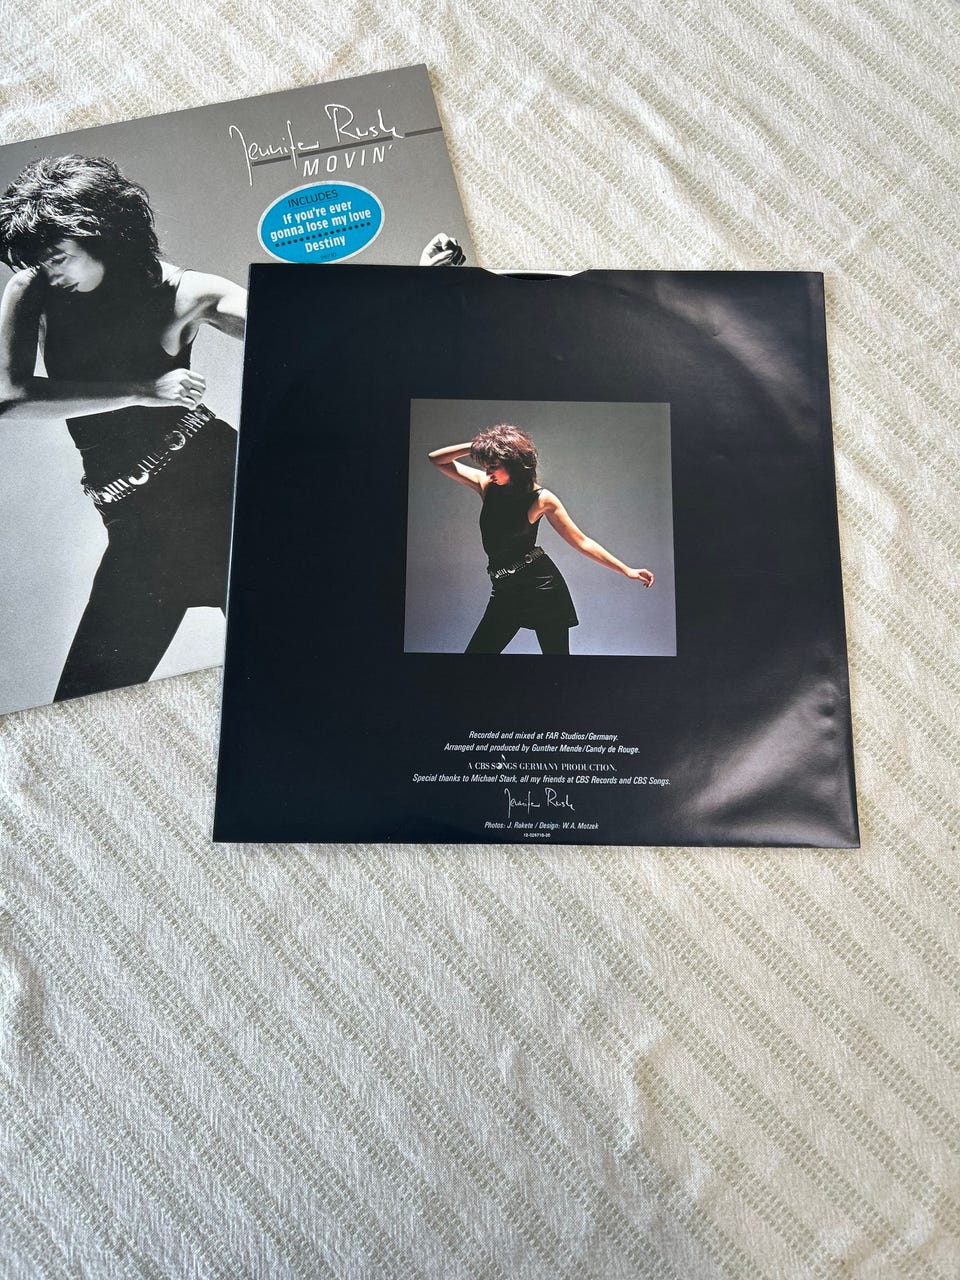 Jennifer Rush
MOVIN'
INCLUDES
If you're ever
gonna lose my love
Destiny
Recorded and mixed at FAR Studios/Germany.
Arranged and produced by Gunther Mende/Candy de Rouge.
A CBS SONGS GERMANY PRODUCTION.
Special thanks to Michael Stark, all my friends at CBS Records and CBS Songs.
Jennifer Rush
Photos: J. Rakete / Design: W. A. Motzek